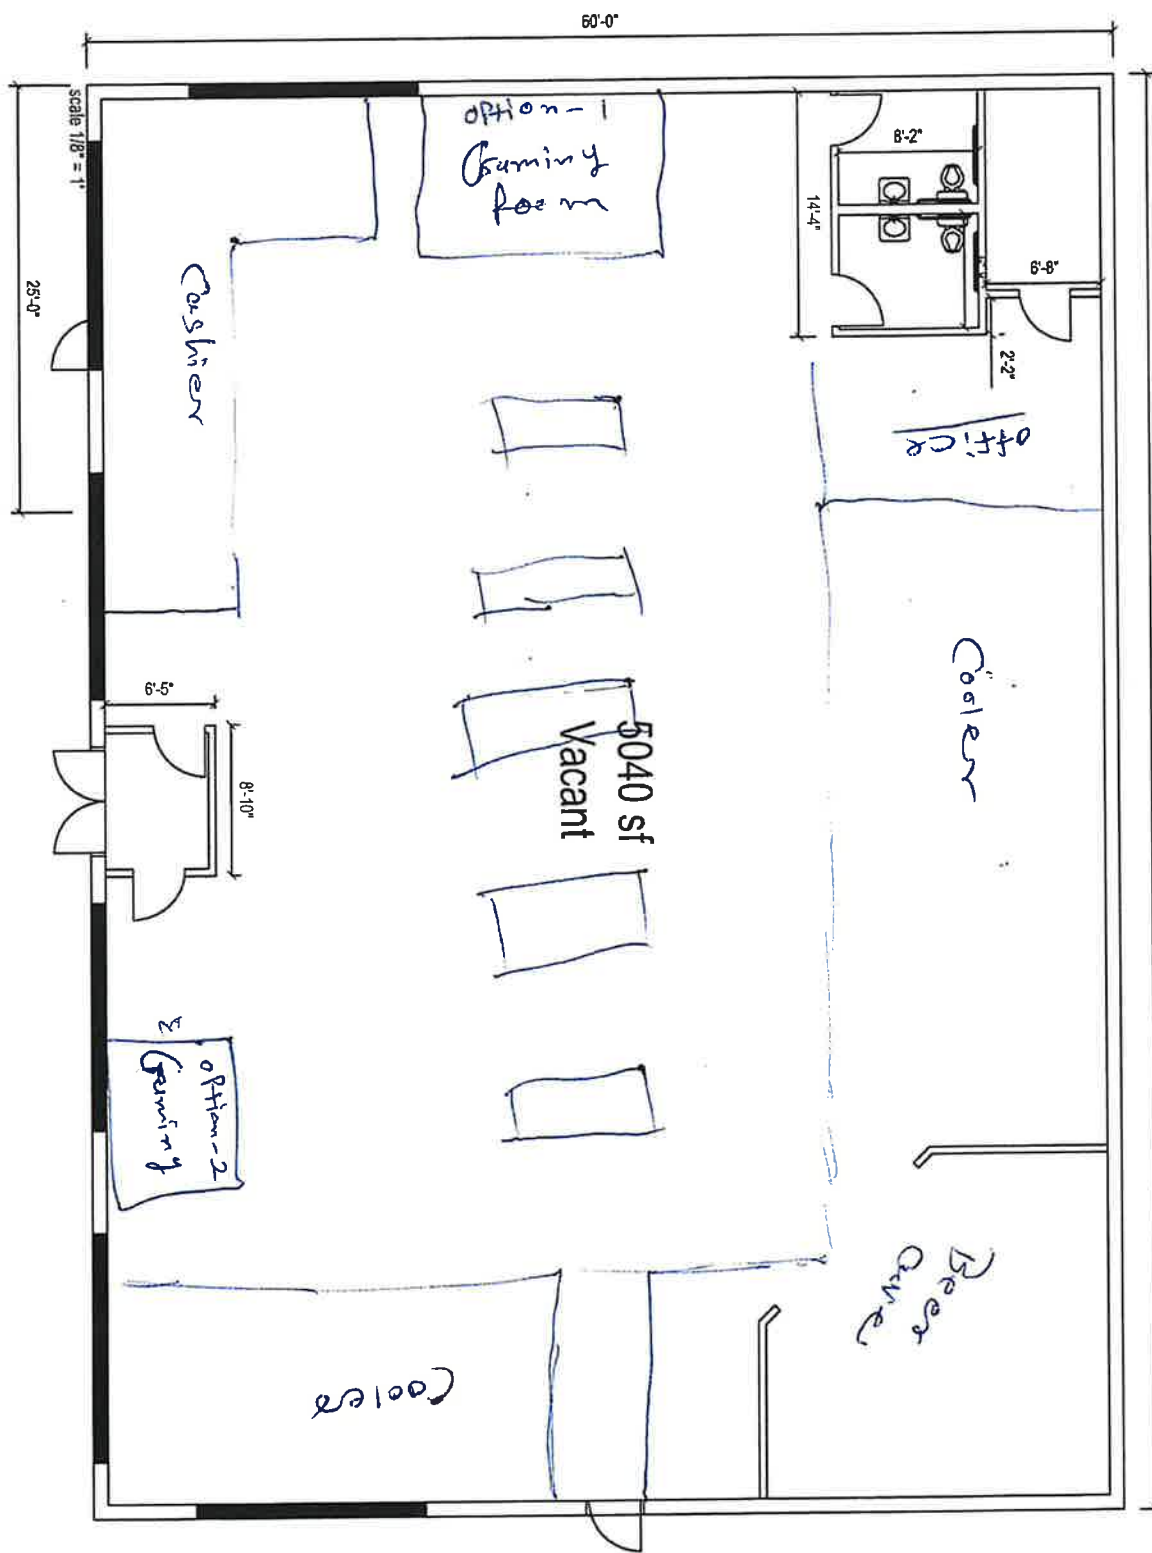 60'-0"
scale 1/8" = 1'
25'-0"
option-1
Gaming
Room
8'-2"
14'-4"
6'-8"
2'-2"
office
Cashier
Cooler
6'-5"
8'-10"
5040 sf
Vacant
option-2
Gaming
Beer
Cave
Cooler